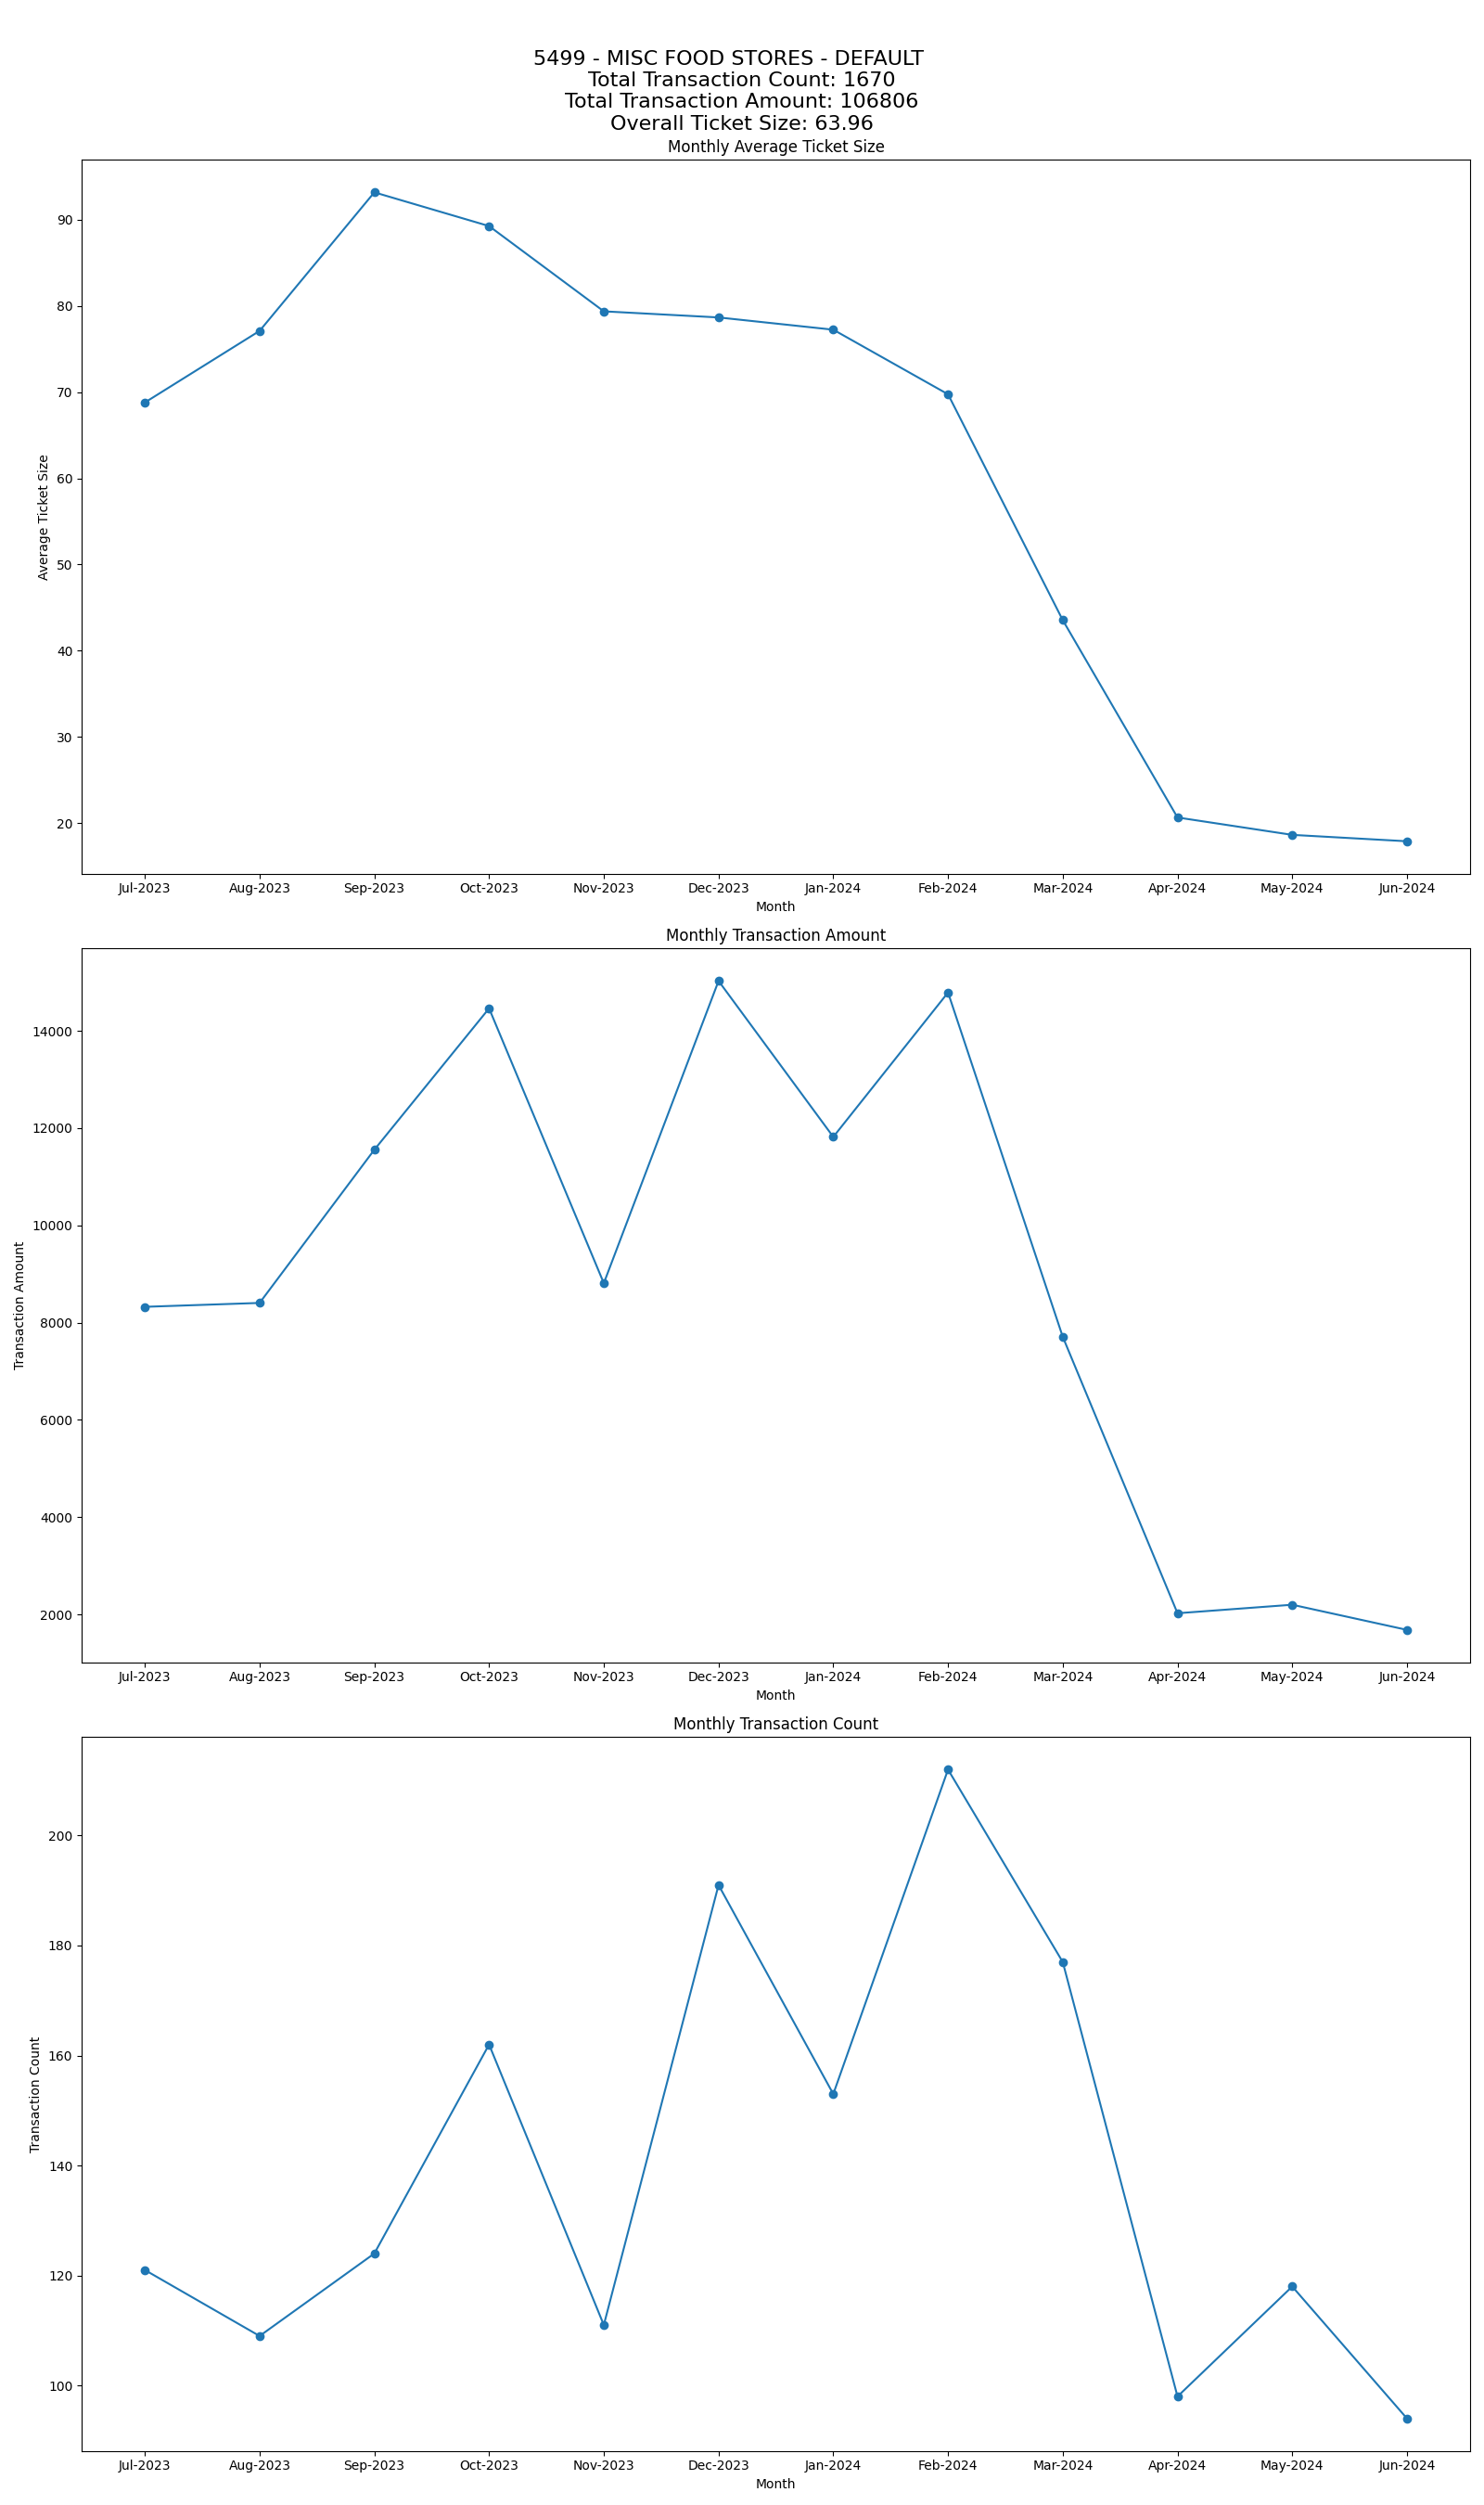 5499 - MISC FOOD STORES - DEFAULT
Total Transaction Count: 1670
Total Transaction Amount: 106806
Overall Ticket Size: 63.96
Monthly Average Ticket Size
90
80
70
60
50
40
30
20
Average Ticket Size
Jul-2023 Aug-2023 Sep-2023 Oct-2023 Nov-2023 Dec-2023 Jan-2024 Feb-2024 Mar-2024 Apr-2024 May-2024 Jun-2024
Month
Monthly Transaction Amount
14000
12000
10000
8000
6000
4000
2000
Transaction Amount
Jul-2023 Aug-2023 Sep-2023 Oct-2023 Nov-2023 Dec-2023 Jan-2024 Feb-2024 Mar-2024 Apr-2024 May-2024 Jun-2024
Month
Monthly Transaction Count
200
180
160
140
120
100
Transaction Count
Jul-2023 Aug-2023 Sep-2023 Oct-2023 Nov-2023 Dec-2023 Jan-2024 Feb-2024 Mar-2024 Apr-2024 May-2024 Jun-2024
Month